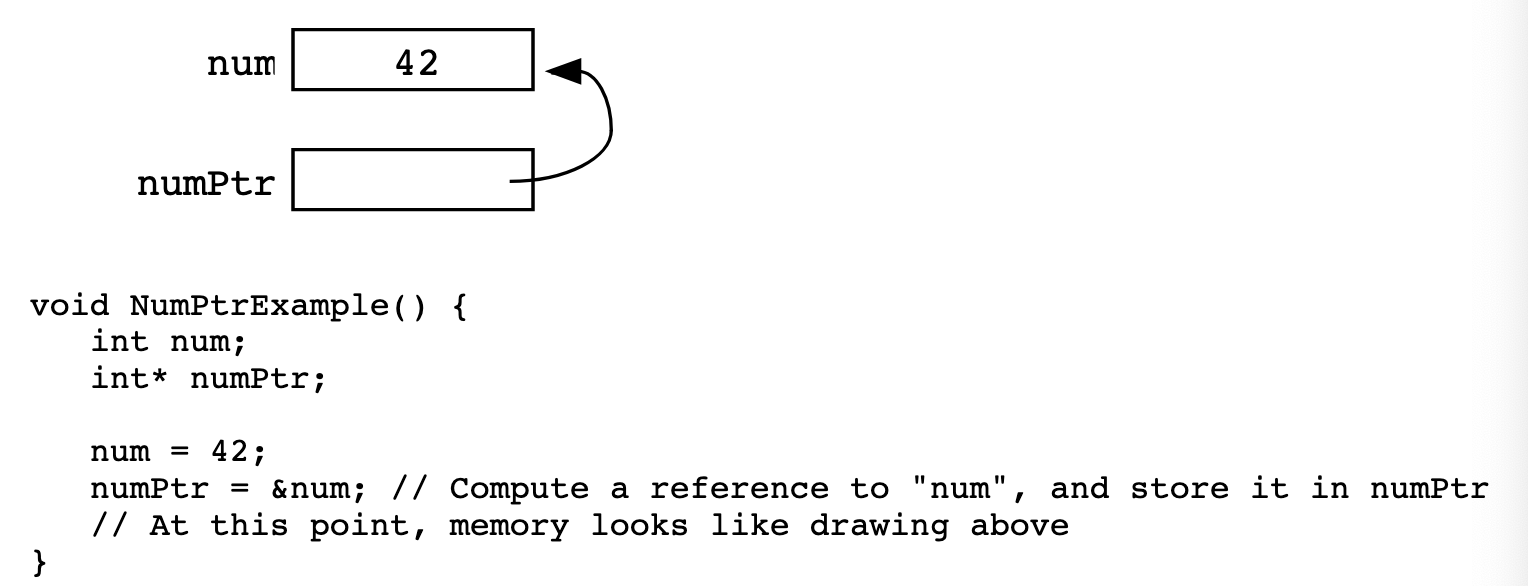 num 42
numPtr
void NumPtrExample() {
   int num;
   int* numPtr;
   num = 42;
   numPtr = &num; // Compute a reference to "num", and store it in numPtr
   // At this point, memory looks like drawing above
}